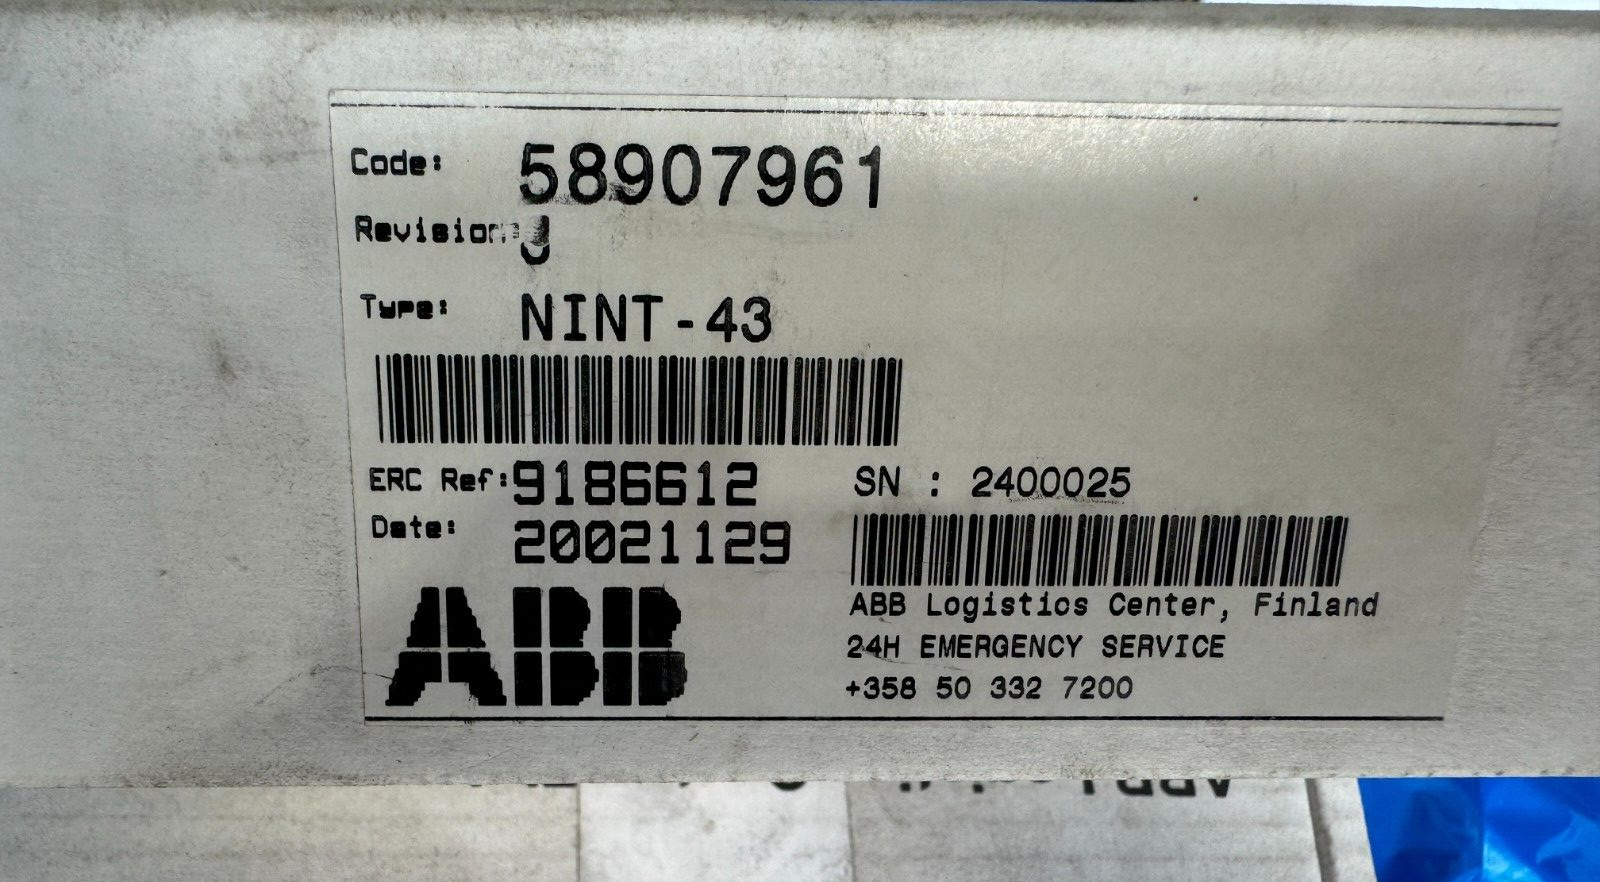 Code: 58907961
Revision:
Type: NINT-43
ERC Ref: 9186612
SN : 2400025
Date: 20021129
ABB
ABB Logistics Center, Finland
24H EMERGENCY SERVICE
+358 50 332 7200